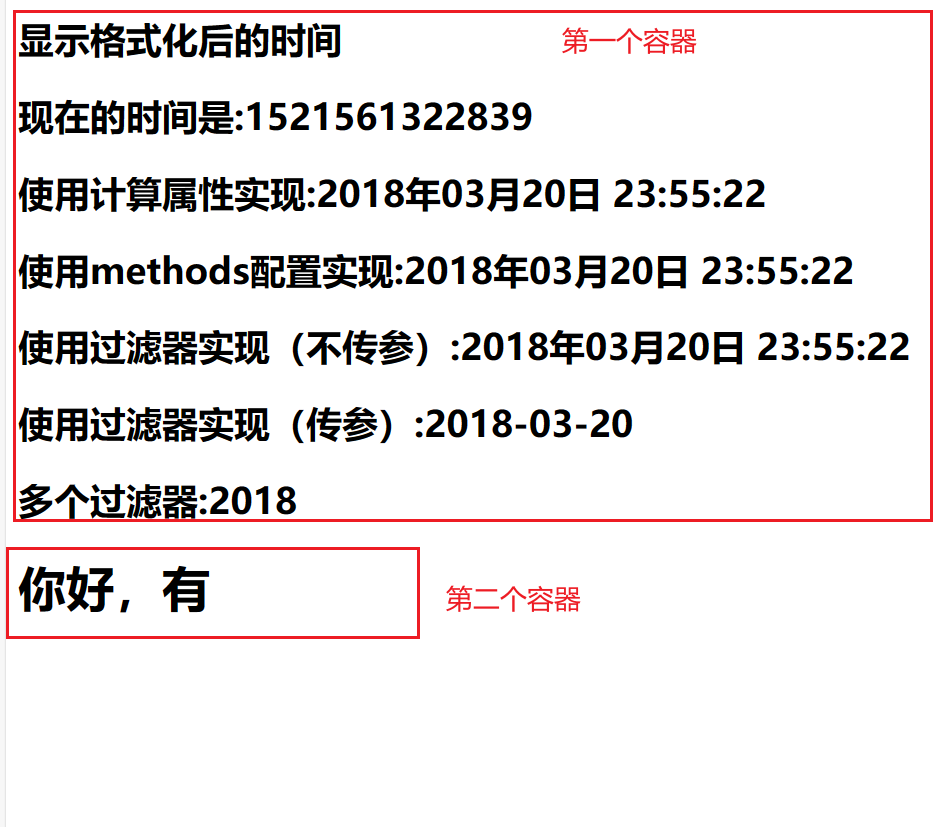 显示格式化后的时间
第一个容器
现在的时间是:1521561322839
使用计算属性实现:2018年03月20日 23:55:22
使用methods配置实现:2018年03月20日 23:55:22
使用过滤器实现（不传参）:2018年03月20日 23:55:22
使用过滤器实现（传参）:2018-03-20
多个过滤器:2018
你好，有
第二个容器